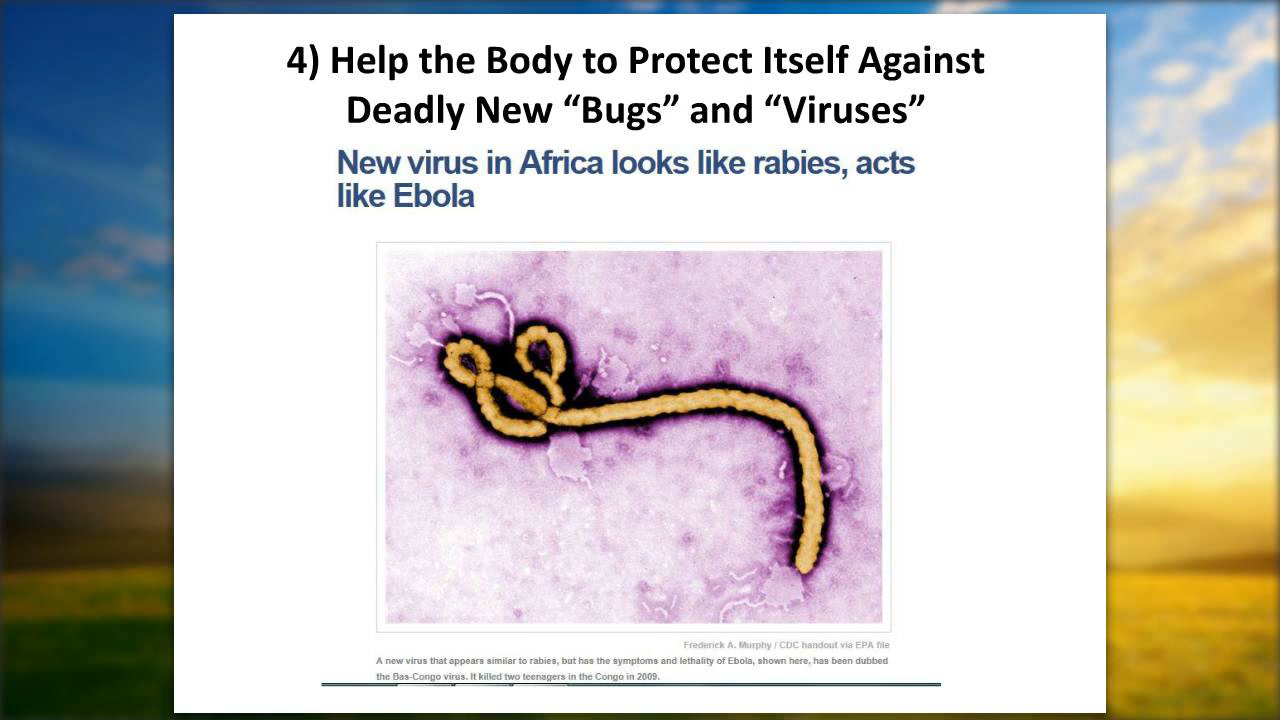 4) Help the Body to Protect Itself Against
Deadly New “Bugs” and “Viruses”
New virus in Africa looks like rabies, acts
like Ebola
Frederick A. Murphy / CDC handout via EPA file
A new virus that appears similar to rabies, but has the symptoms and lethality of Ebola, shown here, has been dubbed
the Bas-Congo virus. It killed two teenagers in the Congo in 2009.